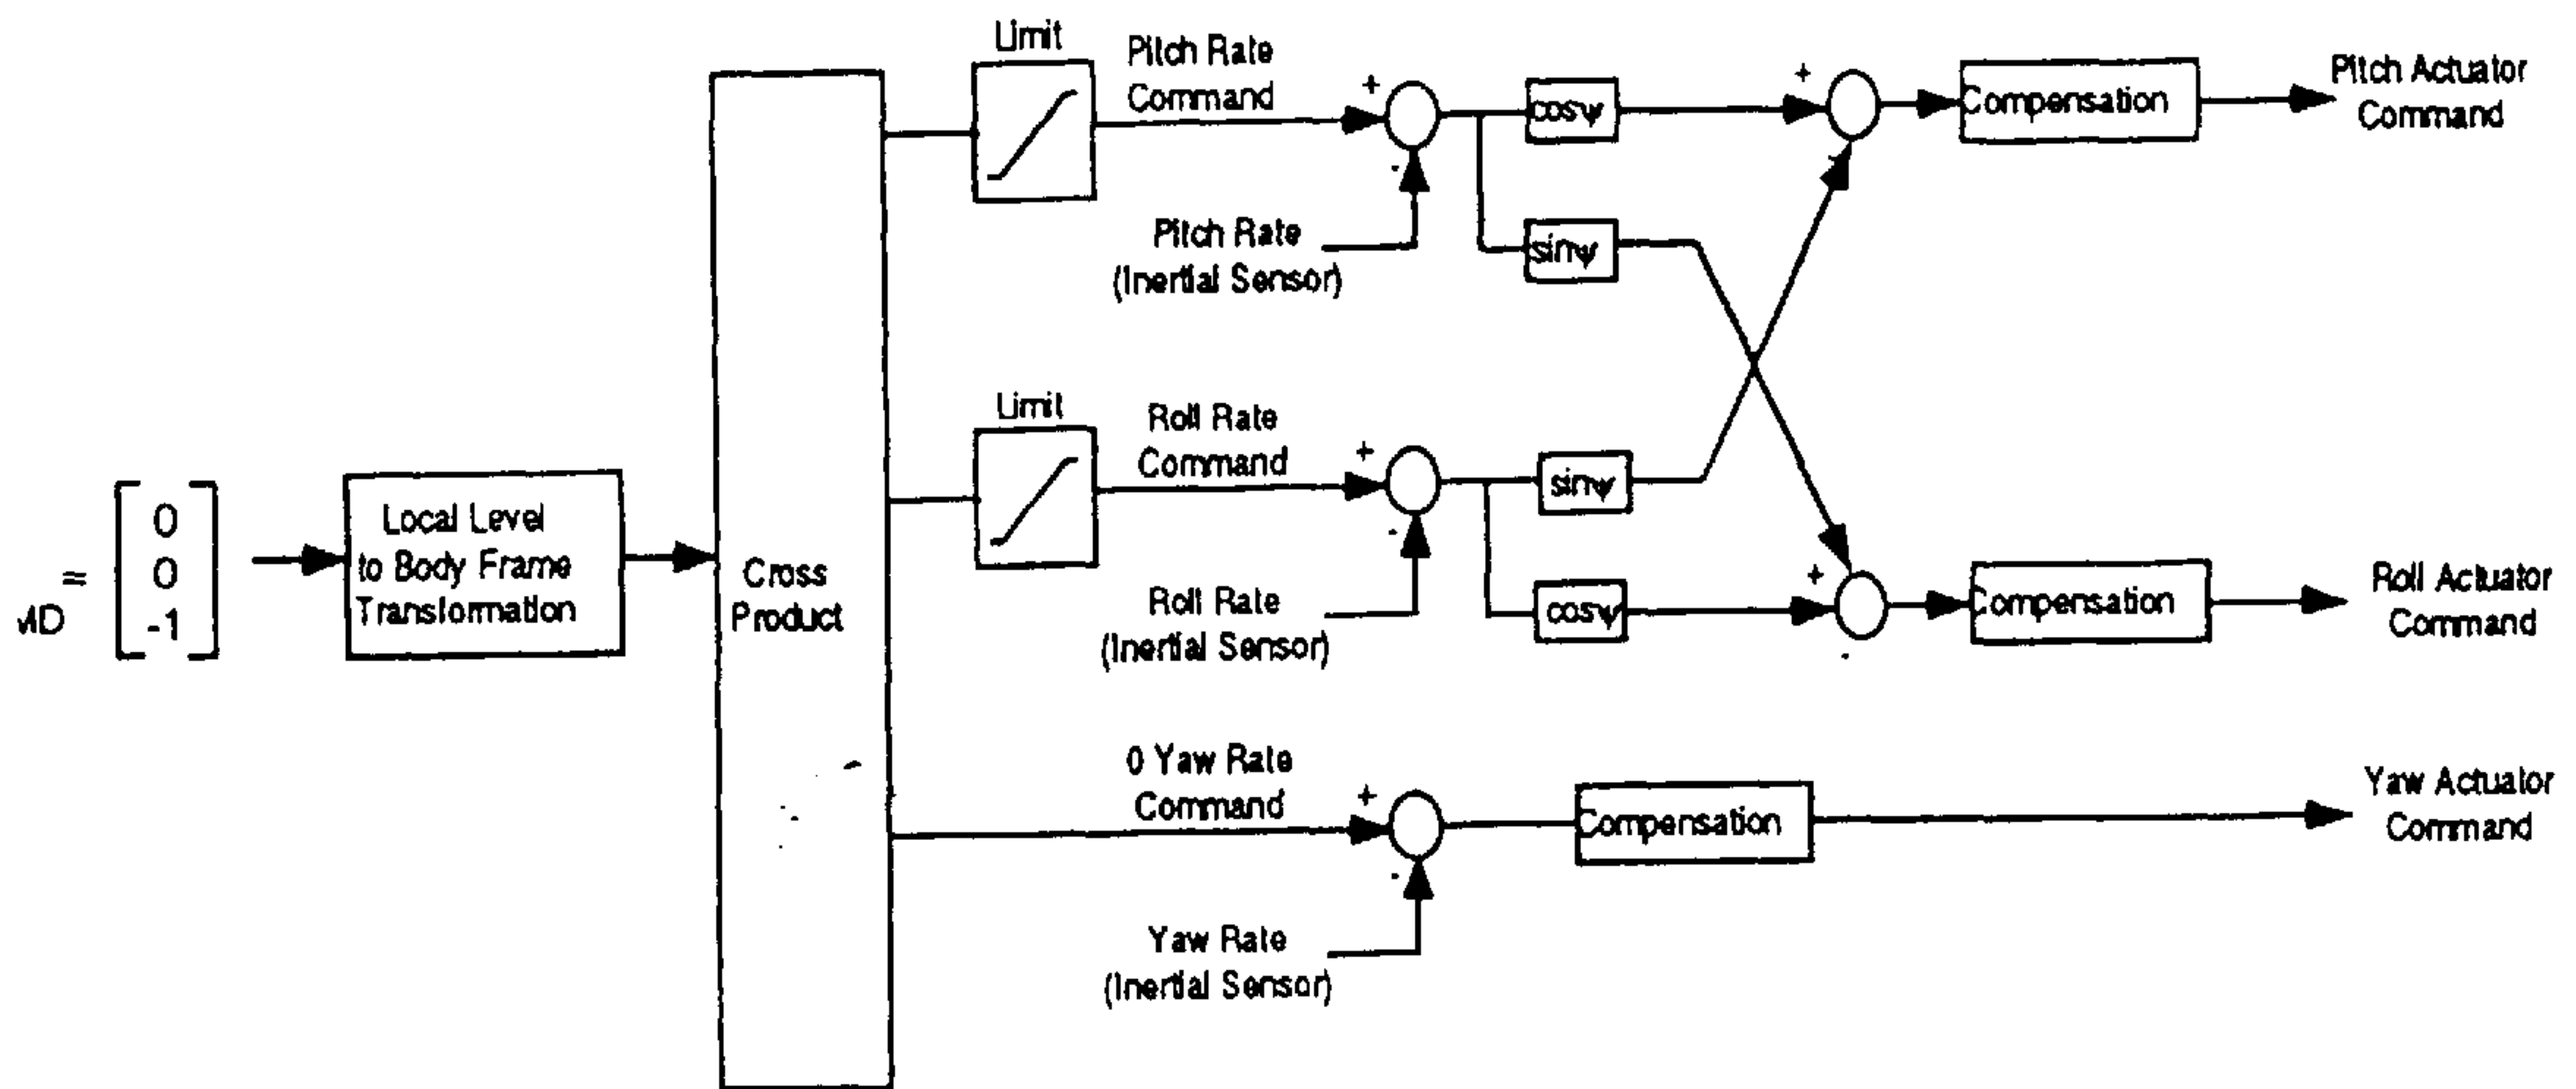 Limit
Pitch Rate
Command
+
-
Pitch Rate
(Inertial Sensor)
cosψ
sinψ
+
Compensation
Pitch Actuator
Command
Limit
Roll Rate
Command
+
-
Roll Rate
(Inertial Sensor)
sinψ
cosψ
+
-
Compensation
Roll Actuator
Command
=
0
0
-1
Local Level
to Body Frame
Transformation
Cross
Product
0 Yaw Rate
Command
+
-
Yaw Rate
(Inertial Sensor)
Compensation
Yaw Actuator
Command